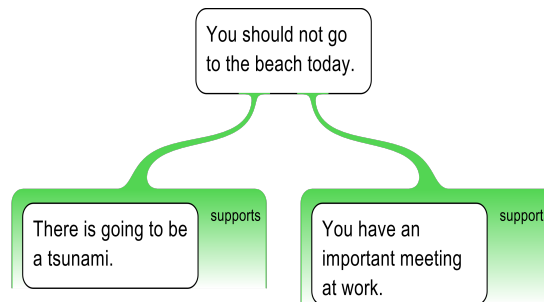 You should not go
to the beach today.
There is going to be
a tsunami.
supports
You have an
important meeting
at work.
support